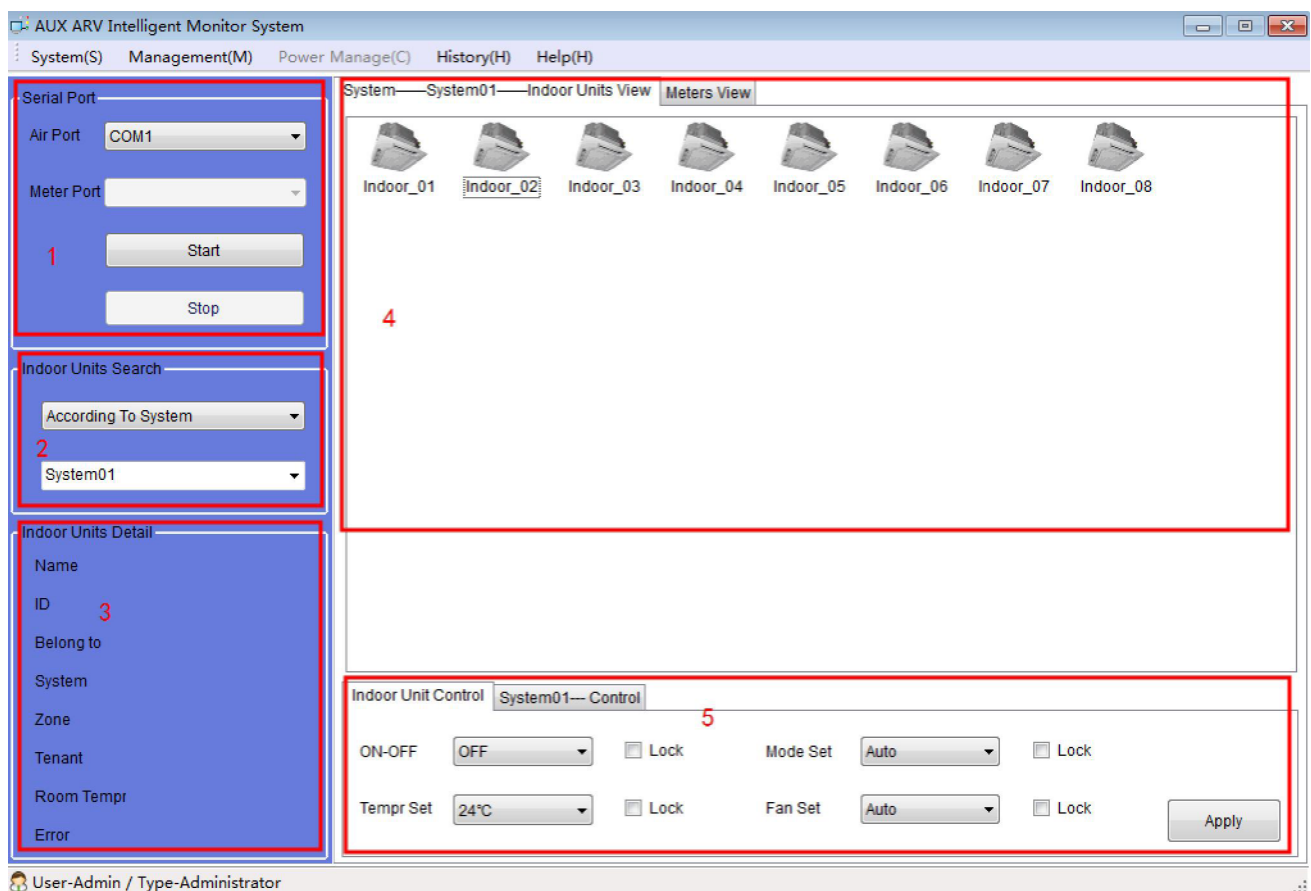 AUX ARV Intelligent Monitor System
System(S) Management(M) Power Manage(C) History(H) Help(H)
Serial Port
Air Port COM1
Meter Port
1
Start
Stop
Indoor Units Search
According To System
2
System01
Indoor Units Detail
Name
ID
3
Belong to
System
Zone
Tenant
Room Tempr
Error
System——System01——Indoor Units View Meters View
Indoor_01 Indoor_02 Indoor_03 Indoor_04 Indoor_05 Indoor_06 Indoor_07 Indoor_08
4
Indoor Unit Control System01--- Control
5
ON-OFF OFF Lock Mode Set Auto Lock
Tempr Set 24℃ Lock Fan Set Auto Lock
Apply
User-Admin / Type-Administrator